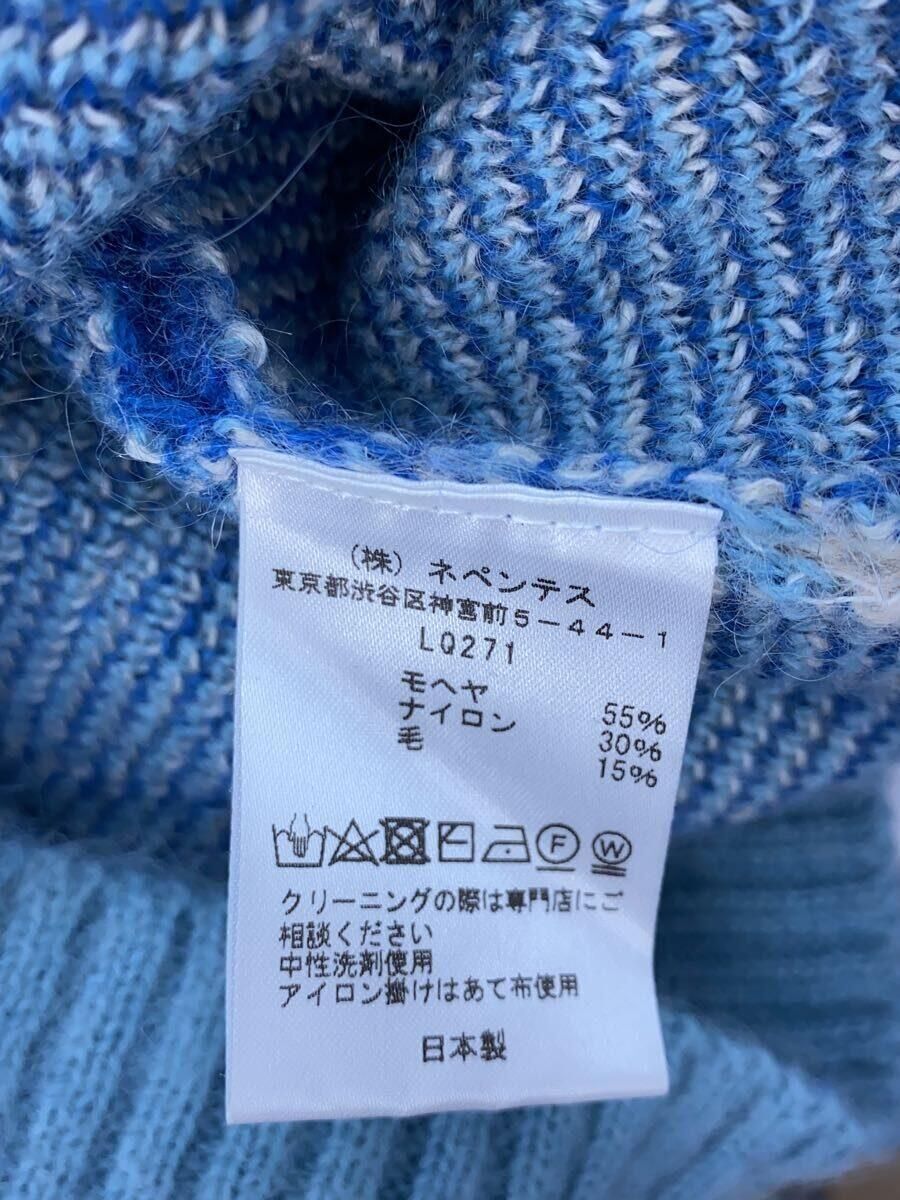 （株）ネペンテス
東京都渋谷区神宮前５－４４－１
LQ271
モヘヤ 55%
ナイロン 30%
毛 15%
F W
クリーニングの際は専門店にご
相談ください
中性洗剤使用
アイロン掛けはあて布使用
日本製